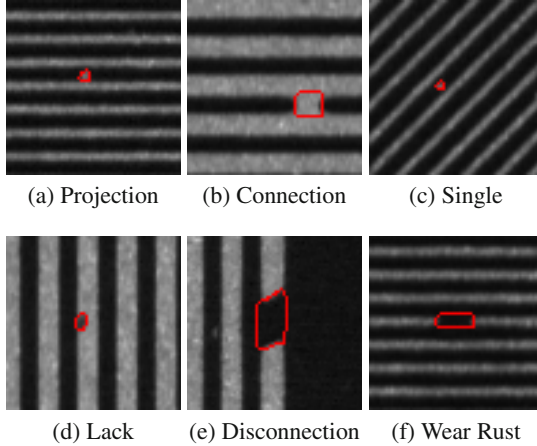 (a) Projection (b) Connection (c) Single
(d) Lack (e) Disconnection (f) Wear Rust